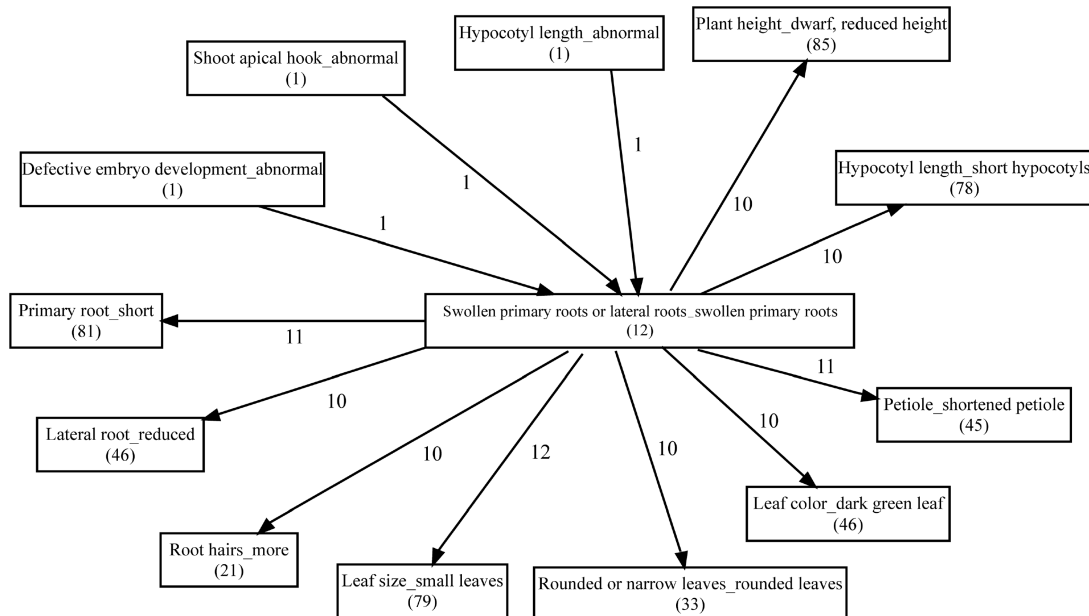 Plant height_dwarf, reduced height
(85)
Hypocotyl length_abnormal
(1)
Shoot apical hook_abnormal
(1)
Defective embryo development_abnormal
(1)
Hypocotyl length_short hypocotyls
(78)
1
1
1
10
10
Primary root_short
(81)
Swollen primary roots or lateral roots_swollen primary roots
(12)
11
11
10
10
10
12
10
Petiole_shortened petiole
(45)
Lateral root_reduced
(46)
Leaf color_dark green leaf
(46)
Root hairs_more
(21)
Leaf size_small leaves
(79)
Rounded or narrow leaves_rounded leaves
(33)